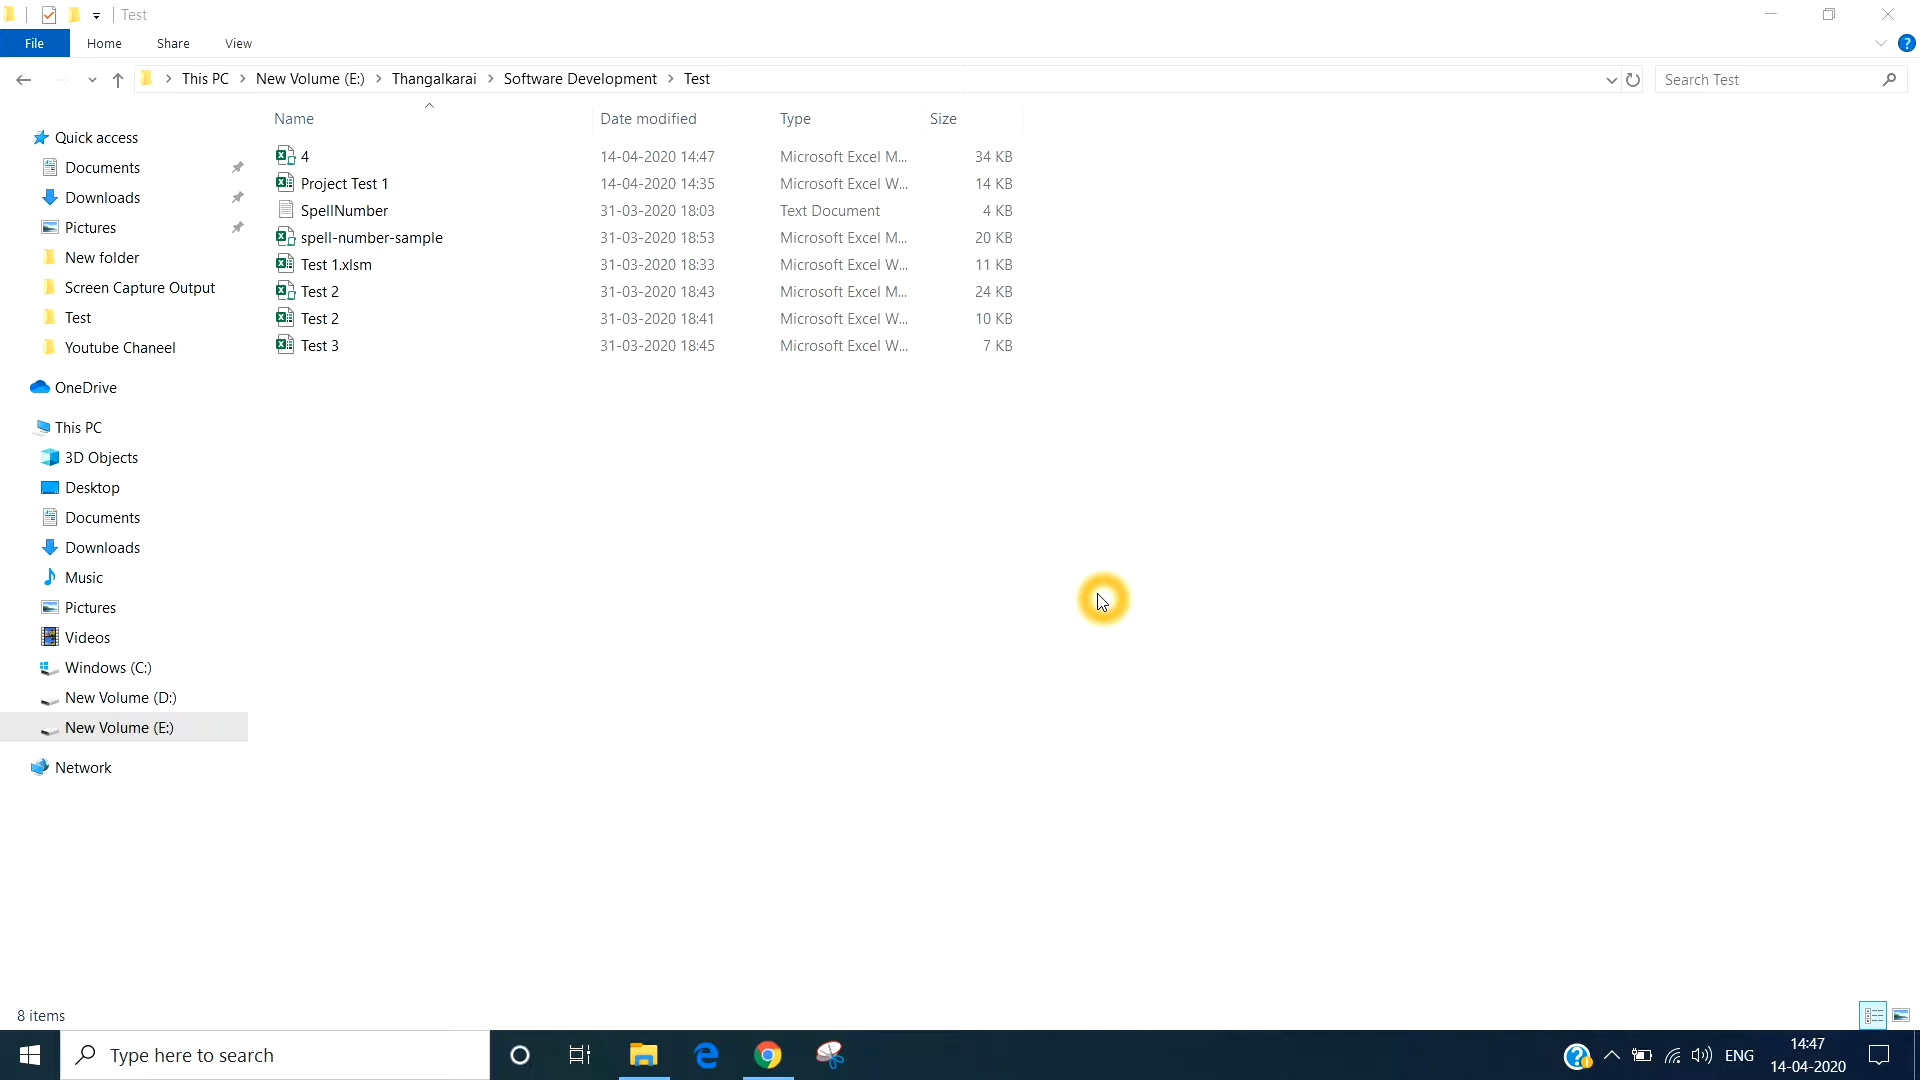 Test
File Home Share View
This PC New Volume (E:) Thangalkarai Software Development Test
Search Test
Name Date modified Type Size
Quick access
Documents
Downloads
Pictures
New folder
Screen Capture Output
Test
Youtube Chaneel
OneDrive
This PC
3D Objects
Desktop
Documents
Downloads
Music
Pictures
Videos
Windows (C:)
New Volume (D:)
New Volume (E:)
Network
4 14-04-2020 14:47 Microsoft Excel M... 34 KB
Project Test 1 14-04-2020 14:35 Microsoft Excel W... 14 KB
SpellNumber 31-03-2020 18:03 Text Document 4 KB
spell-number-sample 31-03-2020 18:53 Microsoft Excel M... 20 KB
Test 1.xlsm 31-03-2020 18:33 Microsoft Excel W... 11 KB
Test 2 31-03-2020 18:43 Microsoft Excel M... 24 KB
Test 2 31-03-2020 18:41 Microsoft Excel W... 10 KB
Test 3 31-03-2020 18:45 Microsoft Excel W... 7 KB
8 items
Type here to search
ENG
14:47
14-04-2020